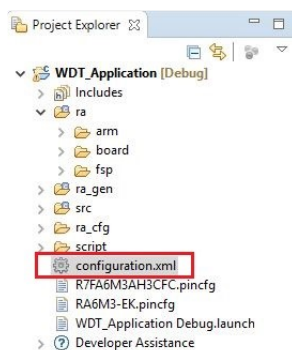 Project Explorer
WDT_Application [Debug]
Includes
ra
arm
board
fsp
ra_gen
src
ra_cfg
script
configuration.xml
R7FA6M3AH3CFC.pincfg
RA6M3-EK.pincfg
WDT_Application Debug.launch
Developer Assistance